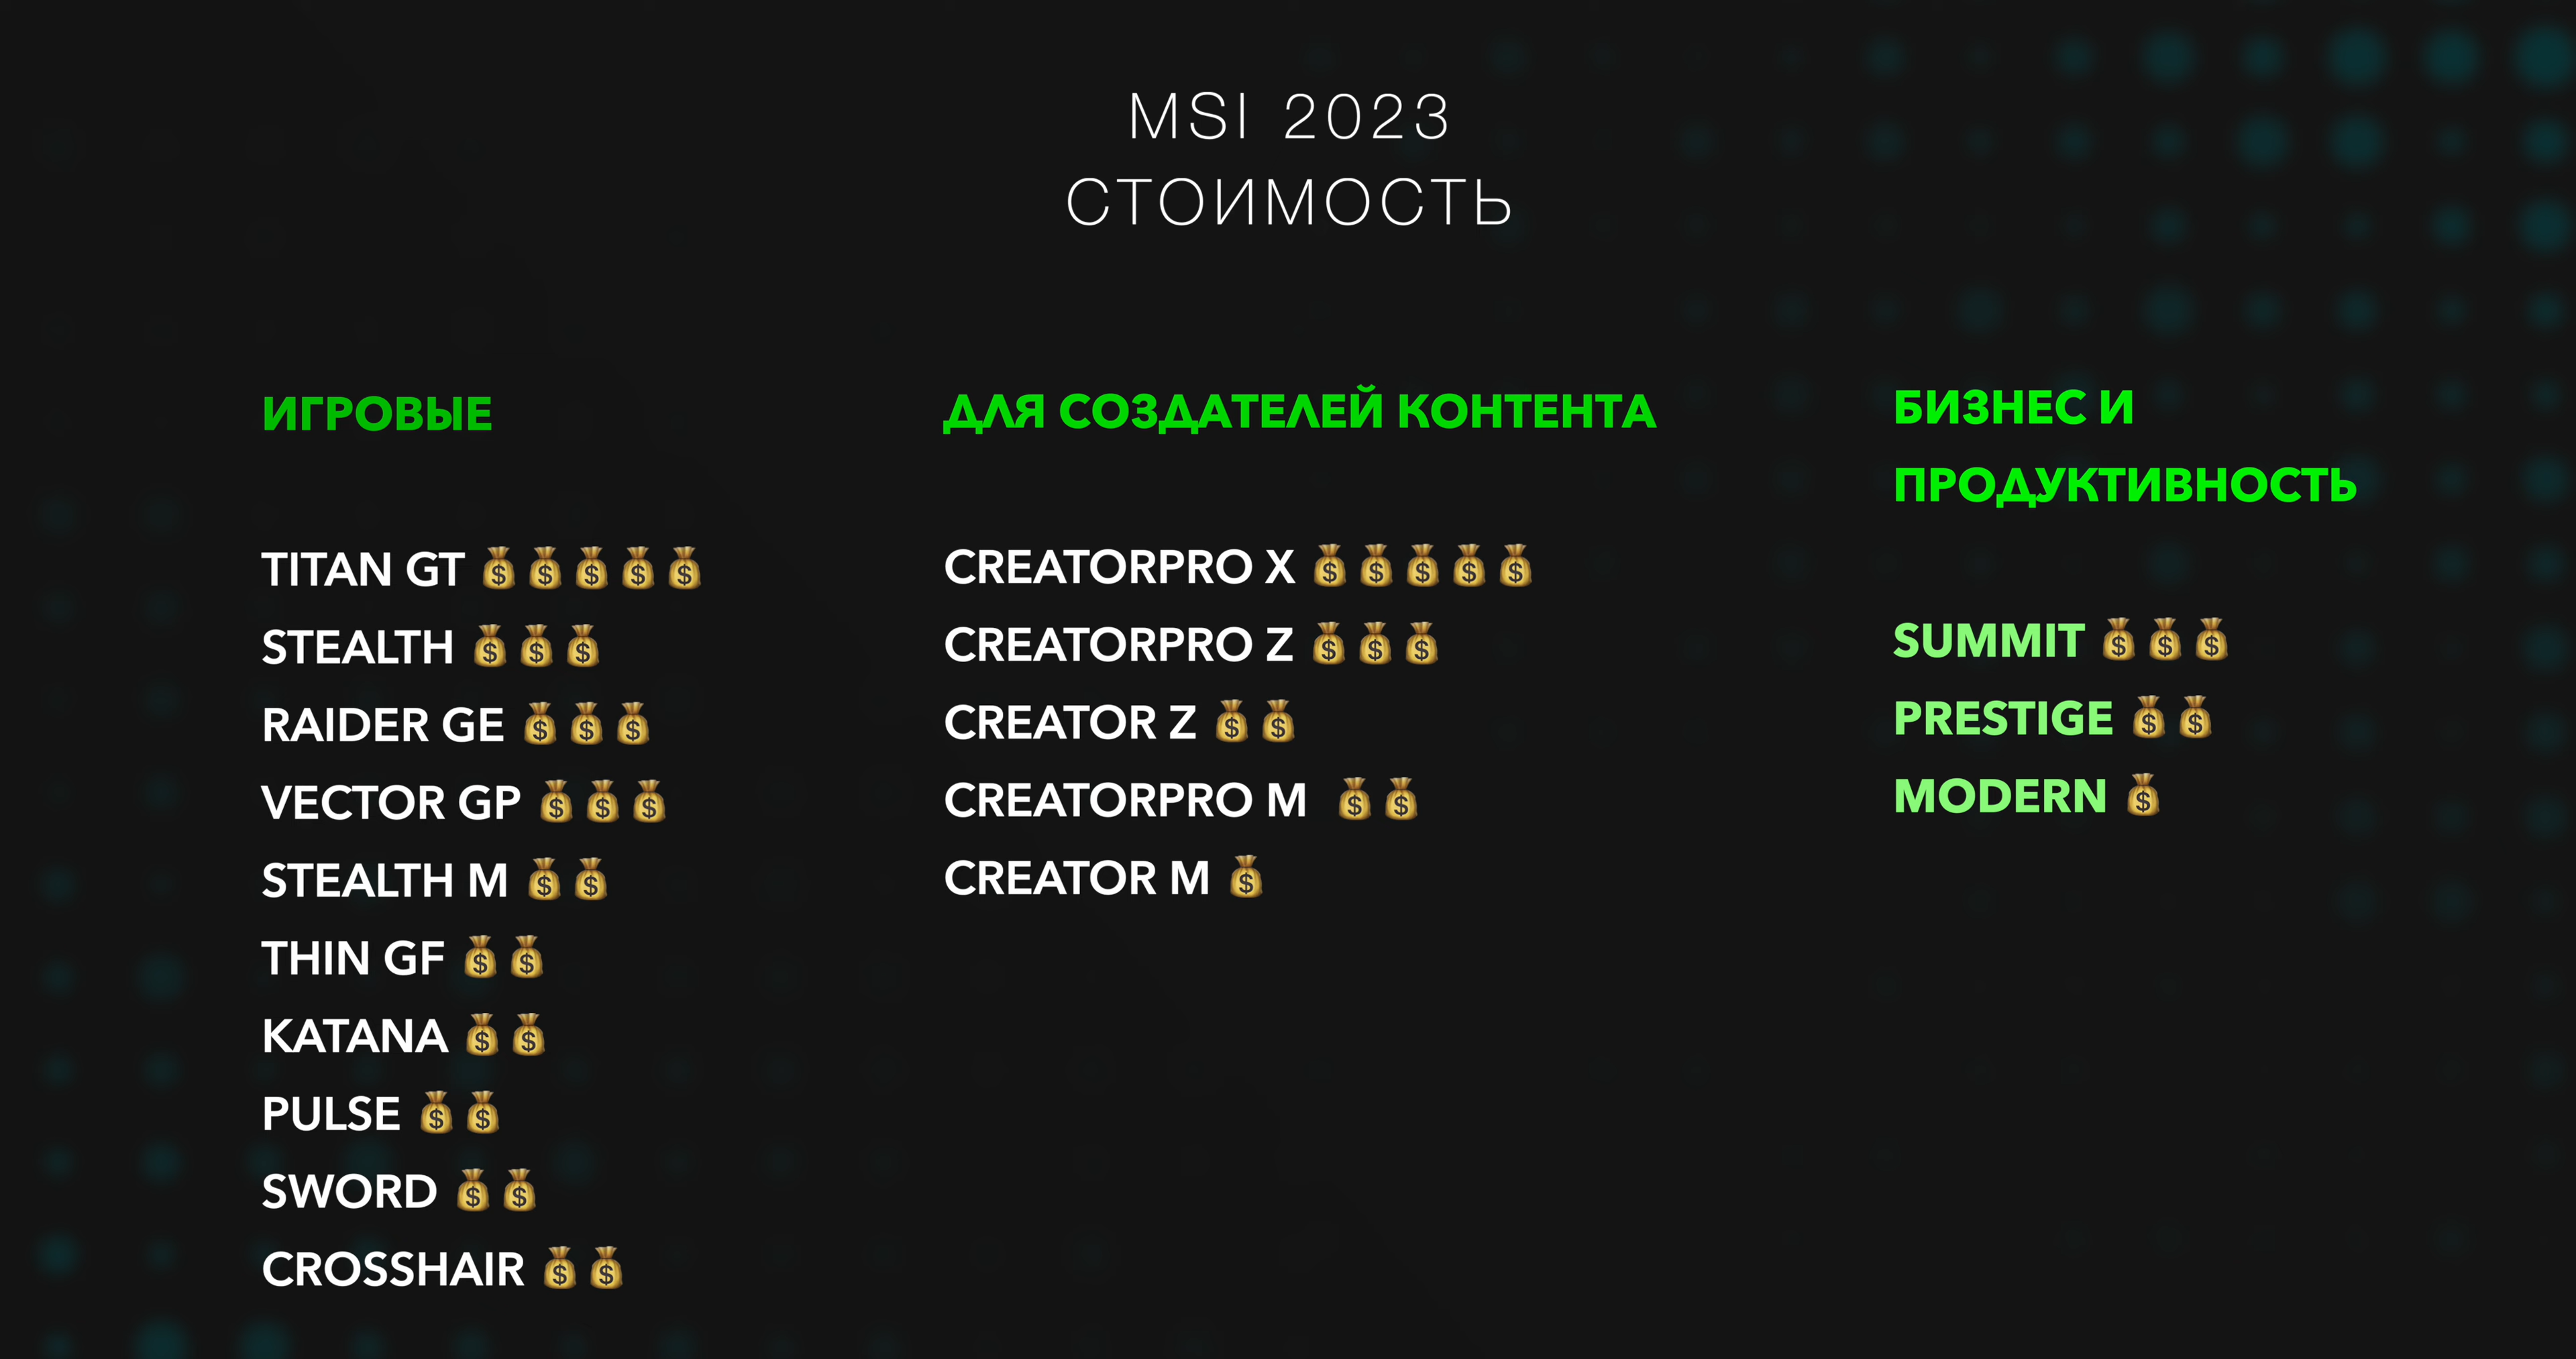 MSI 2023
СТОИМОСТЬ
ИГРОВЫЕ
TITAN GT 💰💰💰💰💰
STEALTH 💰💰💰
RAIDER GE 💰💰💰
VECTOR GP 💰💰💰
STEALTH M 💰💰
THIN GF 💰💰
KATANA 💰💰
PULSE 💰💰
SWORD 💰💰
CROSSHAIR 💰💰
ДЛЯ СОЗДАТЕЛЕЙ КОНТЕНТА
CREATORPRO X 💰💰💰💰💰
CREATORPRO Z 💰💰💰
CREATOR Z 💰💰
CREATORPRO M 💰💰
CREATOR M 💰
БИЗНЕС И
ПРОДУКТИВНОСТЬ
SUMMIT 💰💰💰
PRESTIGE 💰💰
MODERN 💰